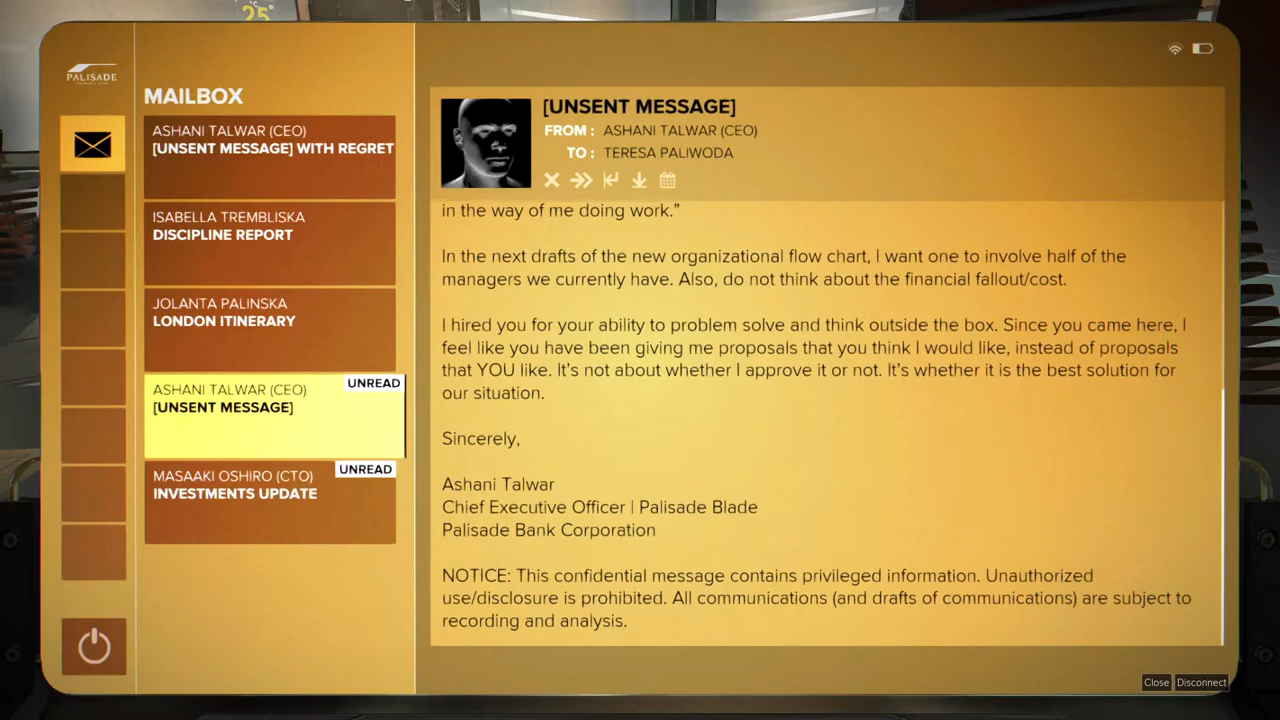 25
PALISADE
MAILBOX
ASHANI TALWAR (CEO)
[UNSENT MESSAGE] WITH REGRET
ISABELLA TREMBLISKA
DISCIPLINE REPORT
JOLANTA PALINSKA
LONDON ITINERARY
UNREAD
ASHANI TALWAR (CEO)
[UNSENT MESSAGE]
UNREAD
MASAAKI OSHIRO (CTO)
INVESTMENTS UPDATE
[UNSENT MESSAGE]
FROM : ASHANI TALWAR (CEO)
TO : TERESA PALIWODA
in the way of me doing work.”
In the next drafts of the new organizational flow chart, I want one to involve half of the
managers we currently have. Also, do not think about the financial fallout/cost.
I hired you for your ability to problem solve and think outside the box. Since you came here, I
feel like you have been giving me proposals that you think I would like, instead of proposals
that YOU like. It’s not about whether I approve it or not. It’s whether it is the best solution for
our situation.
Sincerely,
Ashani Talwar
Chief Executive Officer | Palisade Blade
Palisade Bank Corporation
NOTICE: This confidential message contains privileged information. Unauthorized
use/disclosure is prohibited. All communications (and drafts of communications) are subject to
recording and analysis.
Close Disconnect